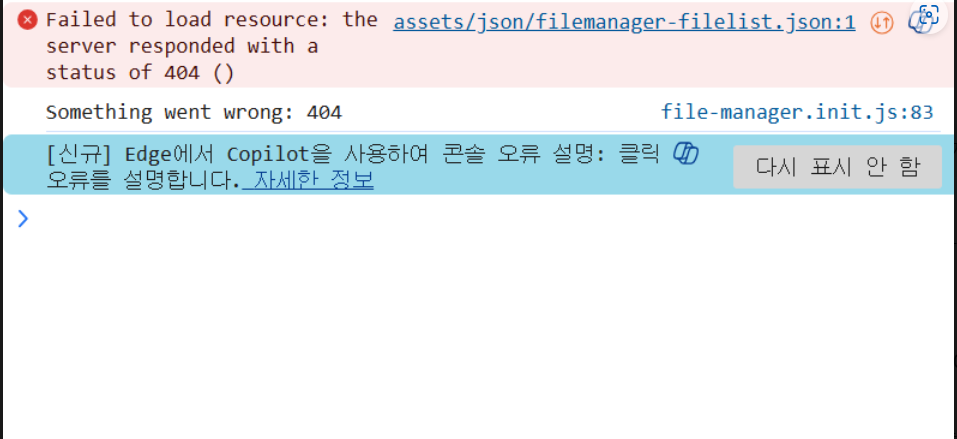 Failed to load resource: the assets/json/filemanager-filelist.json:1
server responded with a
status of 404 ()
Something went wrong: 404 file-manager.init.js:83
[신규] Edge에서 Copilot을 사용하여 콘솔 오류 설명: 클릭
오류를 설명합니다. 자세한 정보
다시 표시 안 함